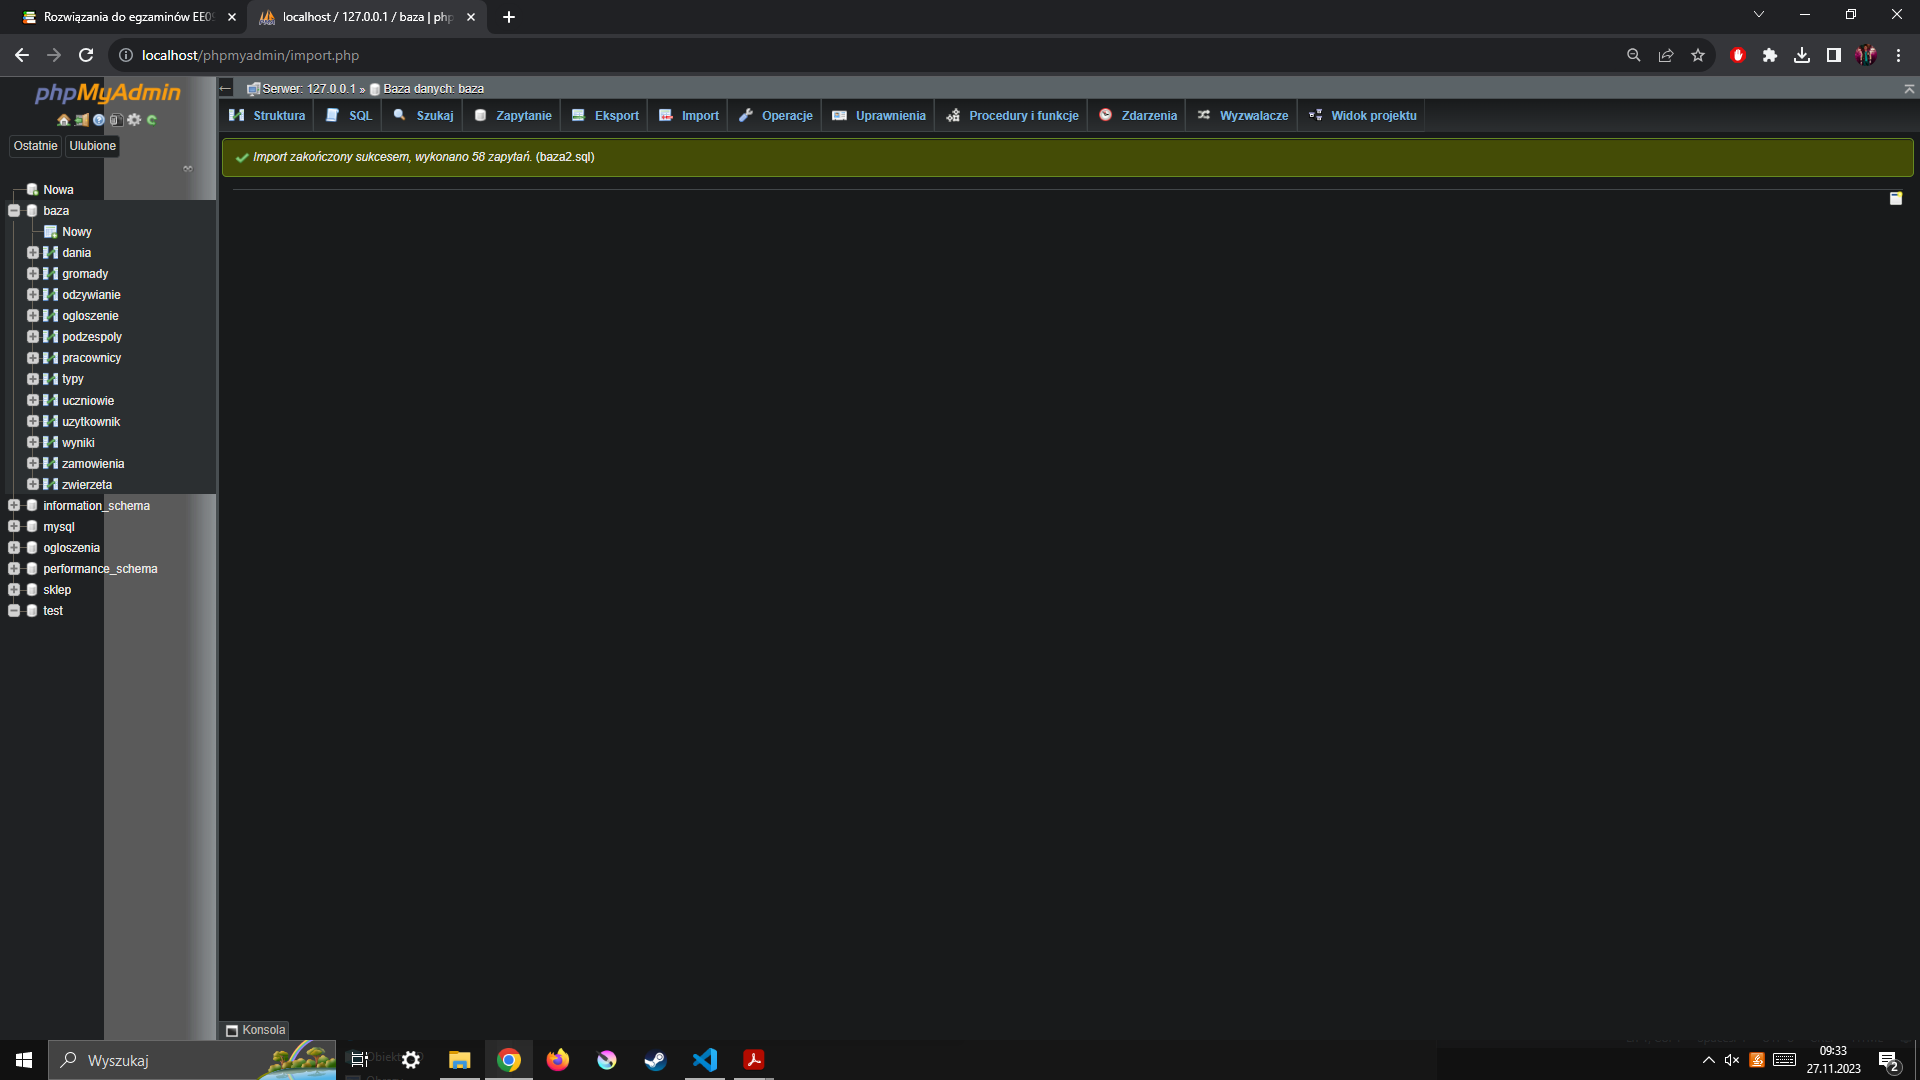 Rozwiązania do egzaminów EE09
localhost / 127.0.0.1 / baza | php
localhost/phpmyadmin/import.php
phpMyAdmin
Ostatnie Ulubione
Nowa
baza
Nowy
dania
gromady
odzywianie
ogloszenie
podzespoly
pracownicy
typy
uczniowie
uzytkownik
wyniki
zamowienia
zwierzeta
information_schema
mysql
ogloszenia
performance_schema
sklep
test
Serwer: 127.0.0.1 » Baza danych: baza
Struktura SQL Szukaj Zapytanie Eksport Import Operacje Uprawnienia Procedury i funkcje Zdarzenia Wyzwalacze Widok projektu
Import zakończony sukcesem, wykonano 58 zapytań. (baza2.sql)
Konsola
Wyszukaj
09:33
27.11.2023
2